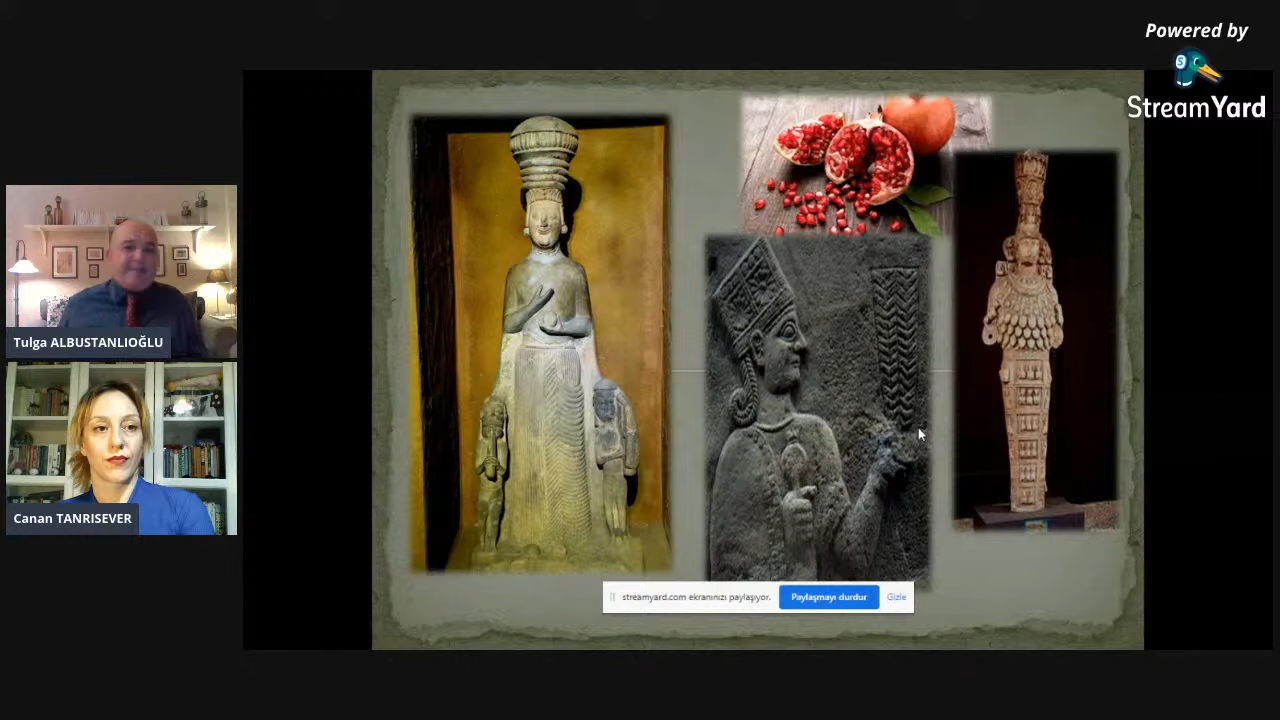 Powered by
S
StreamYard
Tulga ALBUSTANLIOĞLU
Canan TANRISEVER
streamyard.com ekranınızı paylaşıyor.
Paylaşmayı durdur
Gizle